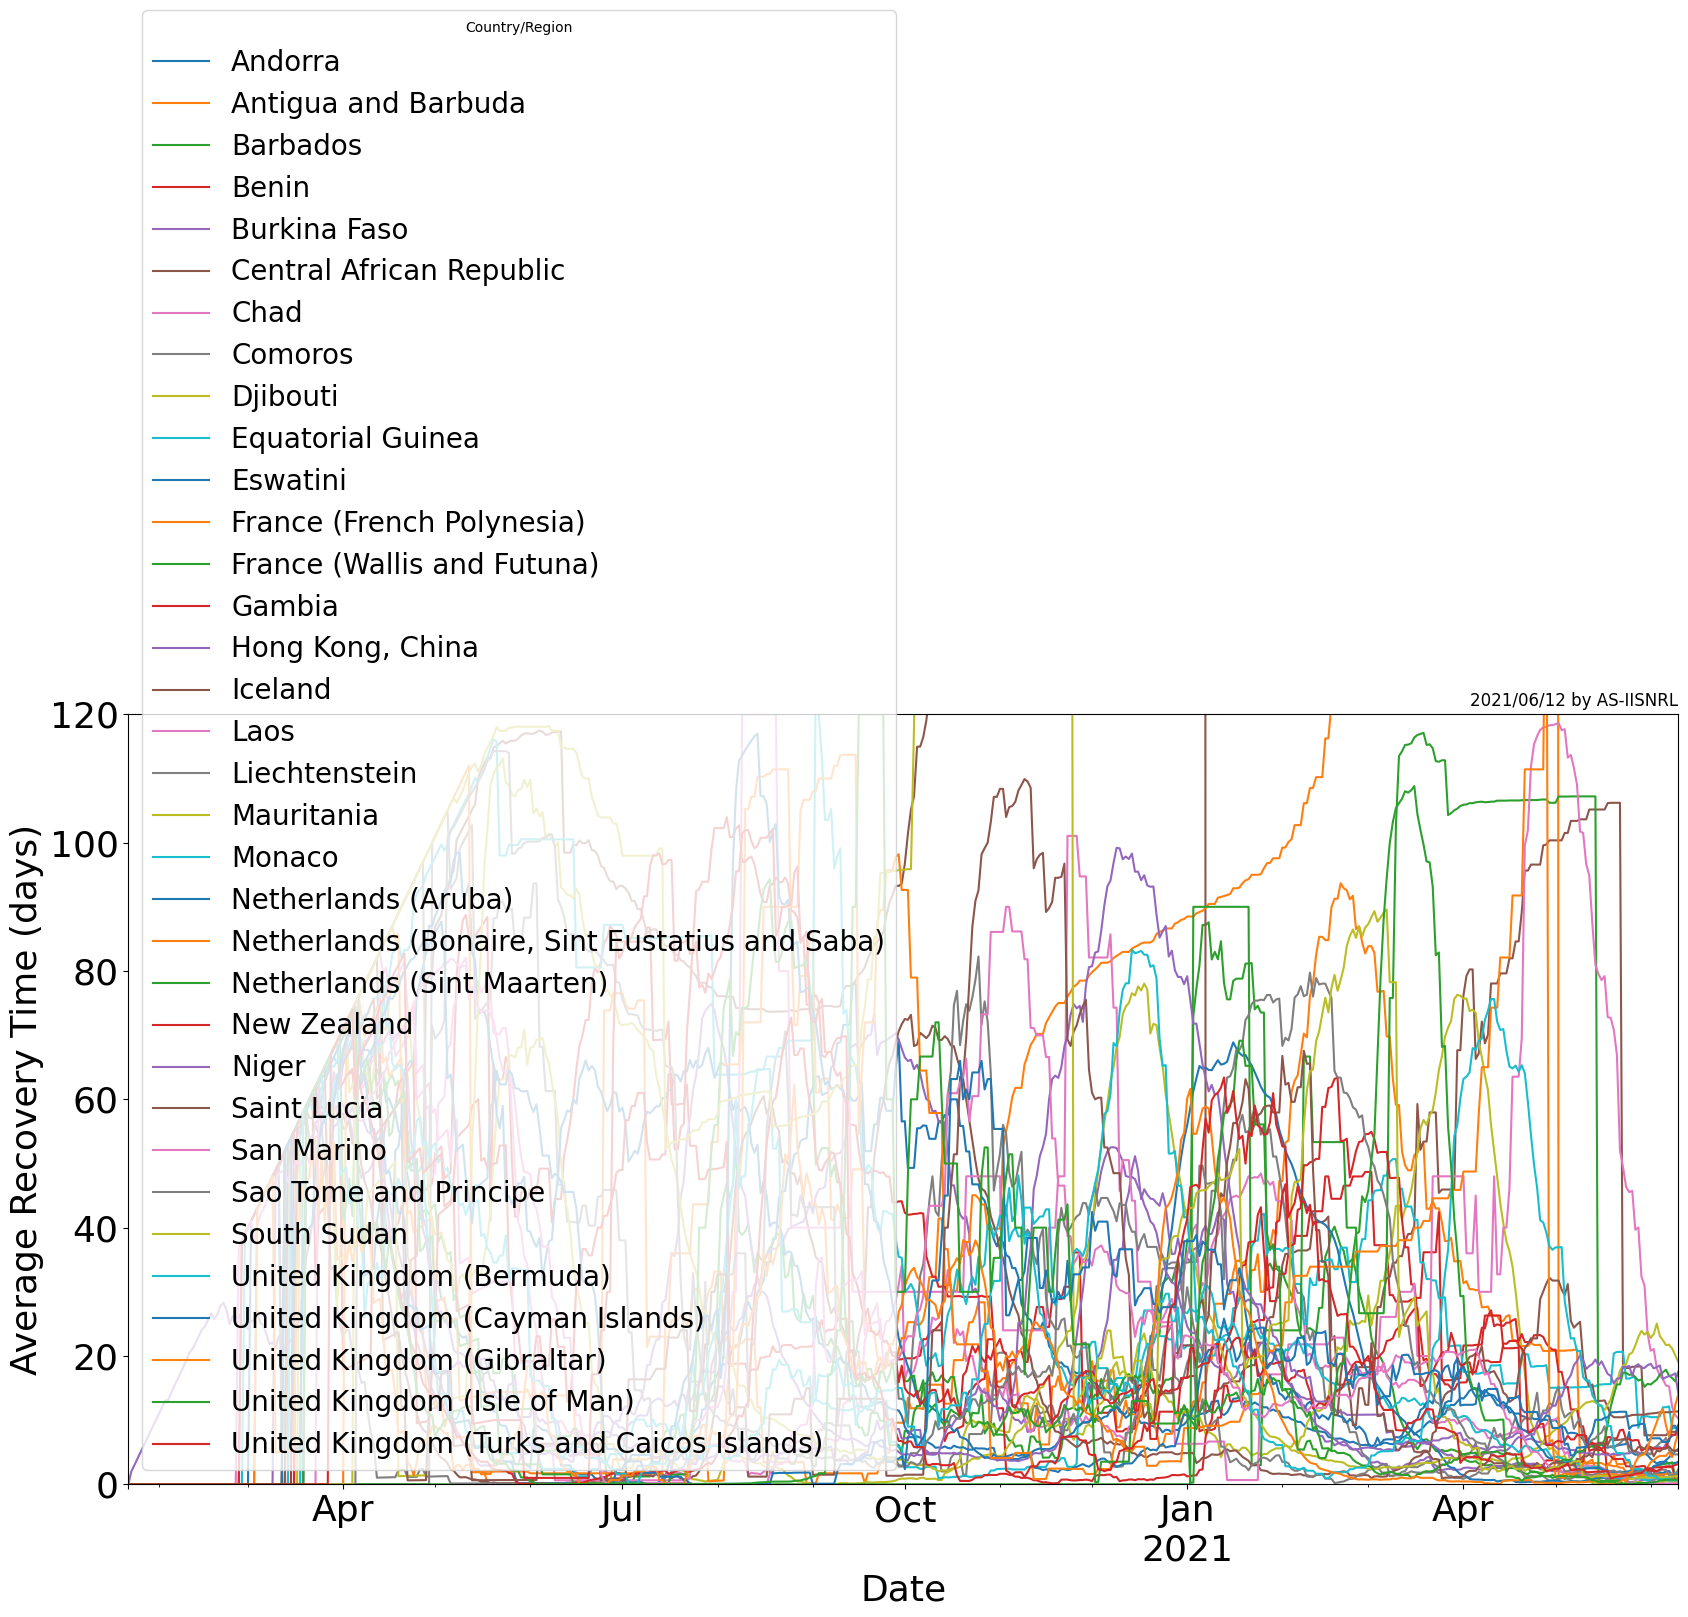 Country/Region
Andorra
Antigua and Barbuda
Barbados
Benin
Burkina Faso
Central African Republic
Chad
Comoros
Djibouti
Equatorial Guinea
Eswatini
France (French Polynesia)
France (Wallis and Futuna)
Gambia
Hong Kong, China
Iceland
Laos
Liechtenstein
Mauritania
Monaco
Netherlands (Aruba)
Netherlands (Bonaire, Sint Eustatius and Saba)
Netherlands (Sint Maarten)
New Zealand
Niger
Saint Lucia
San Marino
Sao Tome and Principe
South Sudan
United Kingdom (Bermuda)
United Kingdom (Cayman Islands)
United Kingdom (Gibraltar)
United Kingdom (Isle of Man)
United Kingdom (Turks and Caicos Islands)
2021/06/12 by AS-IISNRL
Average Recovery Time (days)
120
100
80
60
40
20
0
Apr Jul Oct Jan Apr
2021
Date